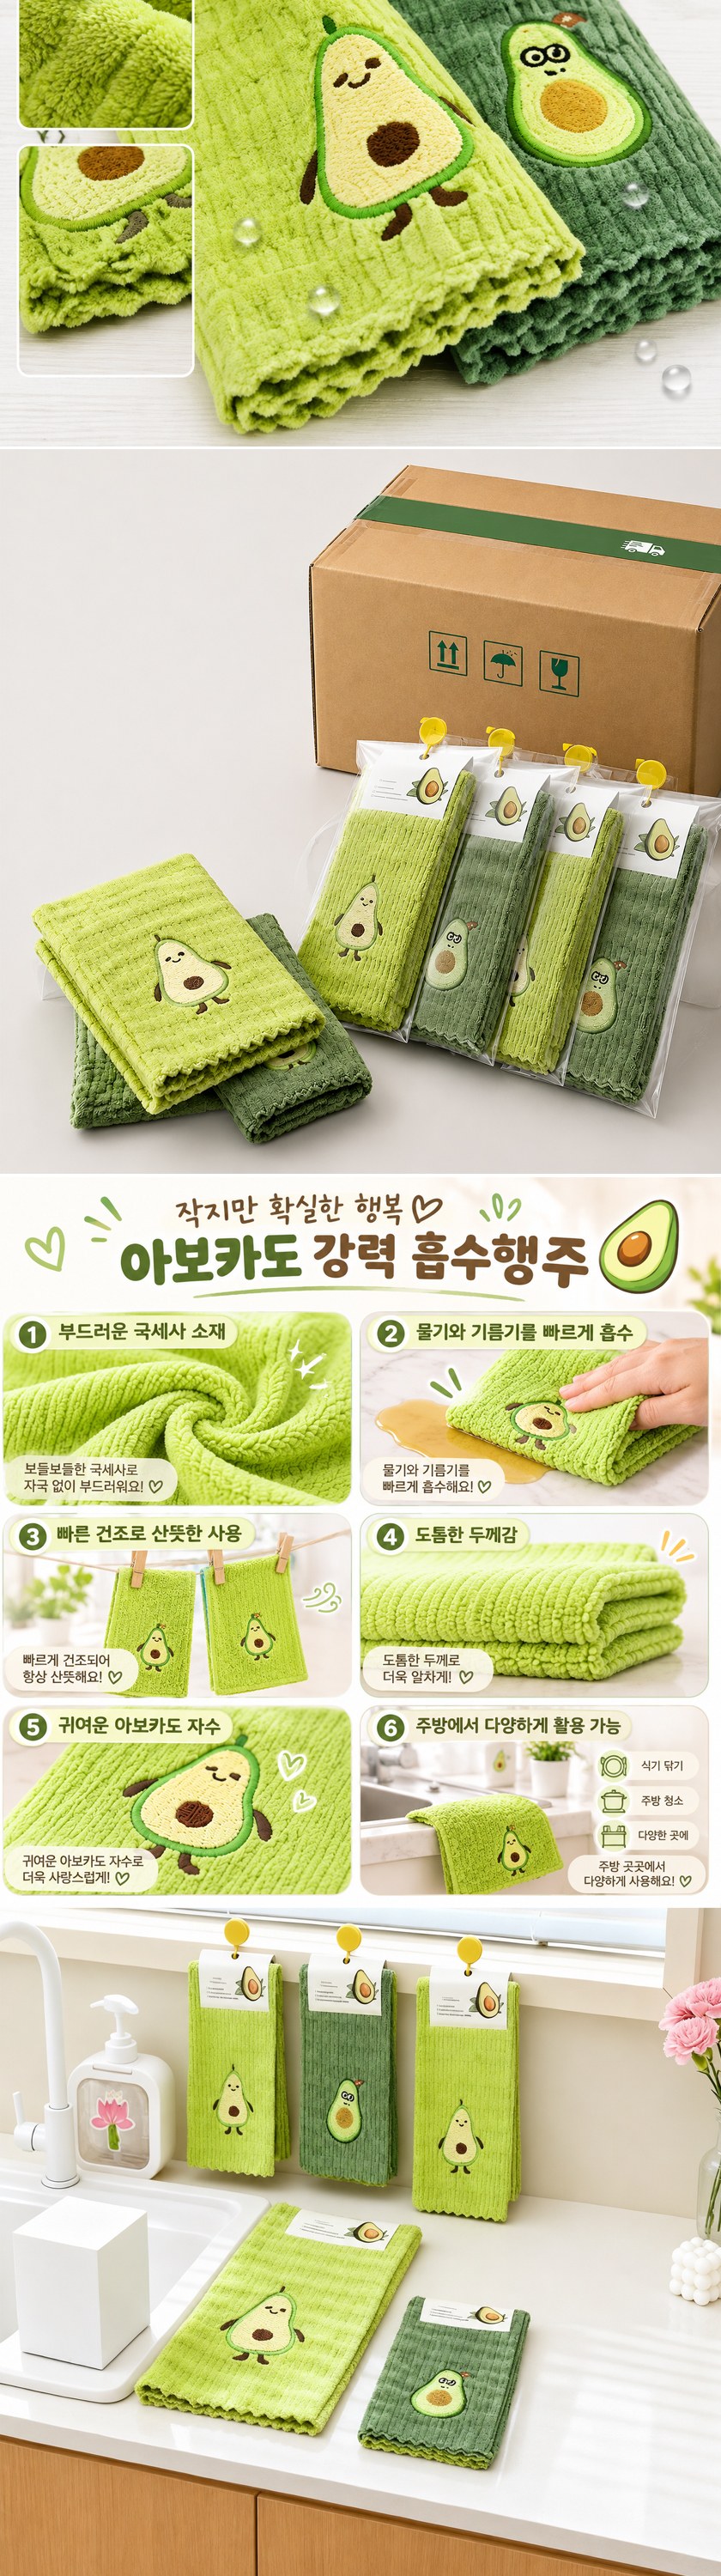 작지만 확실한 행복
아보카도 강력 흡수행주
1 부드러운 국세사 소재
보들보들한 국세사로
자국 없이 부드러워요!
2 물기와 기름기를 빠르게 흡수
물기와 기름기를
빠르게 흡수해요!
3 빠른 건조로 산뜻한 사용
빠르게 건조되어
항상 산뜻해요!
4 도톰한 두께감
도톰한 두께로
더욱 알차게!
5 귀여운 아보카도 자수
귀여운 아보카도 자수로
더욱 사랑스럽게!
6 주방에서 다양하게 활용 가능
식기 닦기
주방 청소
다양한 곳에
주방 곳곳에서
다양하게 사용해요!